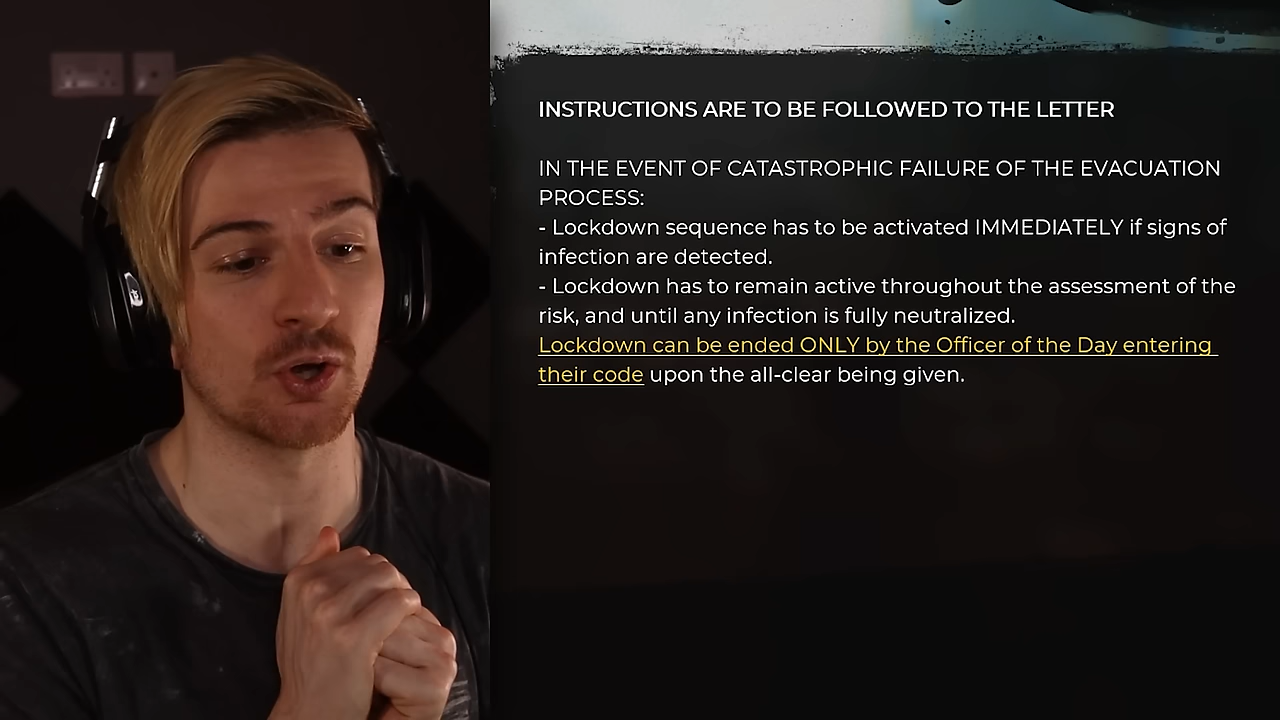 INSTRUCTIONS ARE TO BE FOLLOWED TO THE LETTER
IN THE EVENT OF CATASTROPHIC FAILURE OF THE EVACUATION
PROCESS:
- Lockdown sequence has to be activated IMMEDIATELY if signs of
infection are detected.
- Lockdown has to remain active throughout the assessment of the
risk, and until any infection is fully neutralized.
Lockdown can be ended ONLY by the Officer of the Day entering
their code upon the all-clear being given.